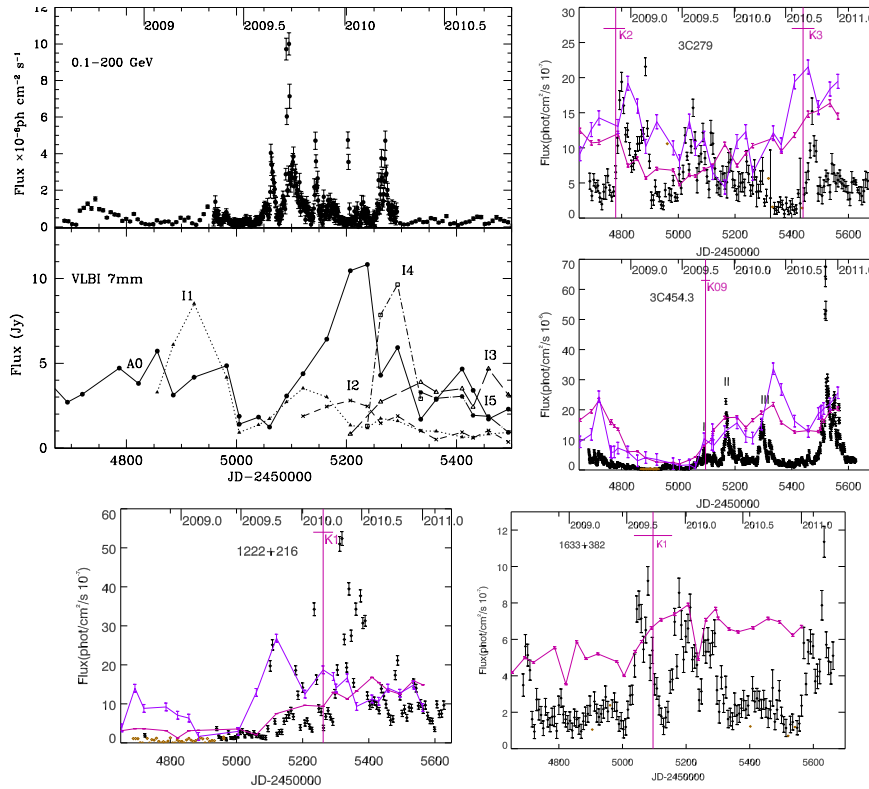 2009 2009.5 2010 2010.5
12
10
8
6
4
2
0
Flux ×10⁻⁶ph cm⁻² s⁻¹
0.1–200 GeV
VLBI 7mm
10
5
0
Flux (Jy)
A0
I1
I2
I4
I3
I5
4800 5000 5200 5400
JD–2450000
2009.0 2009.5 2010.0 2010.5 2011.0
30
25
20
15
10
5
0
Flux(phot/cm²/s 10⁻⁷)
K2
3C279
K3
4800 5000 5200 5400 5600
JD-2450000
2009.0 2009.5 2010.0 2010.5 2011.0
70
60
50
40
30
20
10
0
Flux(phot/cm²/s 10⁻⁶)
3C454.3
K09
I
II
III
4800 5000 5200 5400 5600
JD-2450000
2009.0 2009.5 2010.0 2010.5 2011.0
60
50
40
30
20
10
0
Flux(phot/cm²/s 10⁻⁷)
1222+216
K1
4800 5000 5200 5400 5600
JD-2450000
2009.0 2009.5 2010.0 2010.5 2011.0
12
10
8
6
4
2
0
Flux(phot/cm²/s 10⁻⁷)
1633+382
K1
4800 5000 5200 5400 5600
JD-2450000